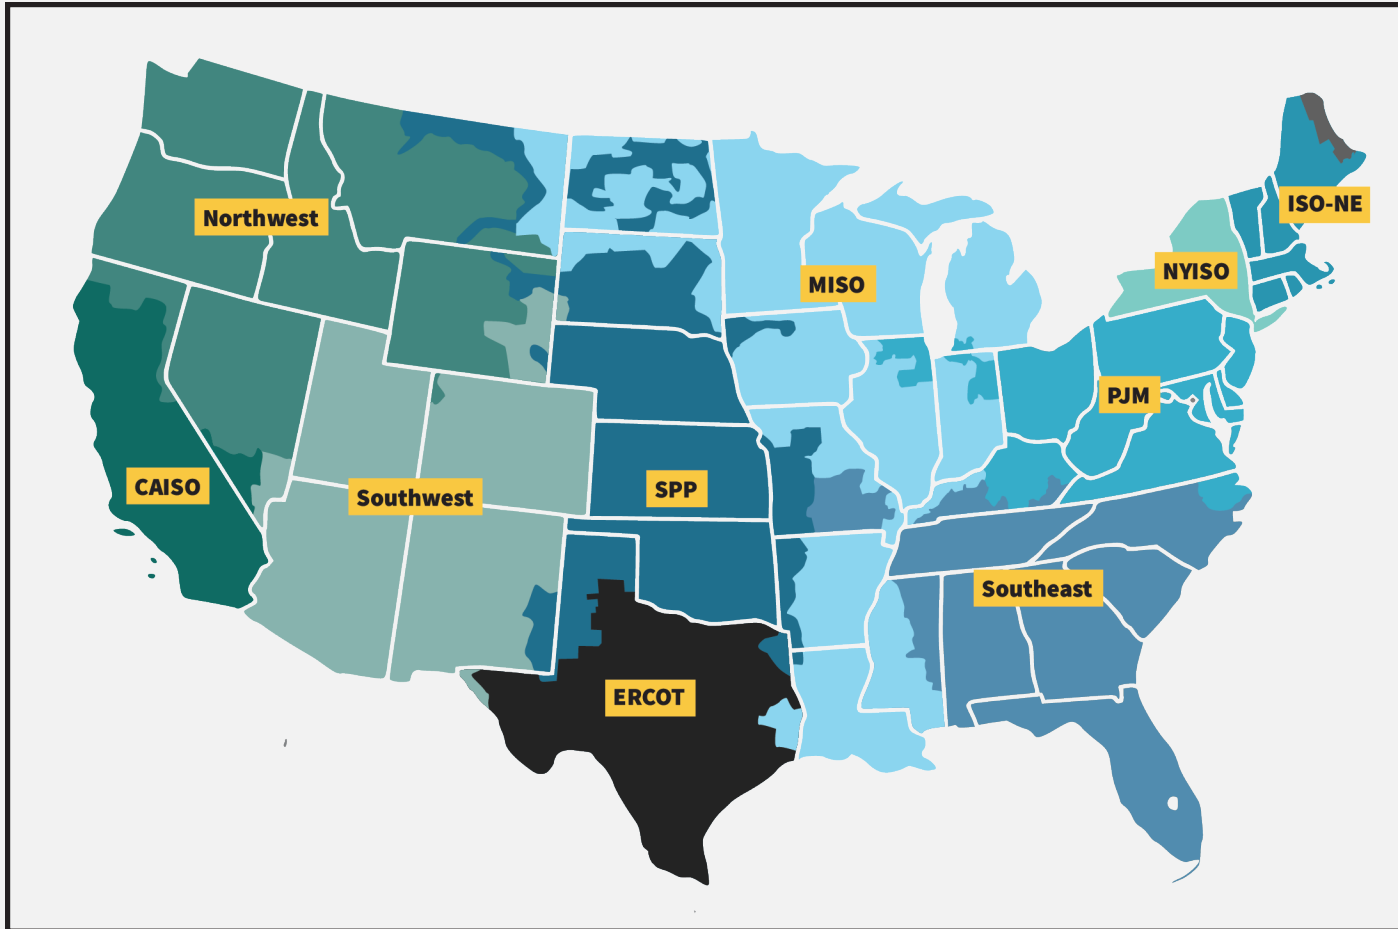 Northwest
ISO-NE
NYISO
MISO
PJM
CAISO
Southwest
SPP
Southeast
ERCOT